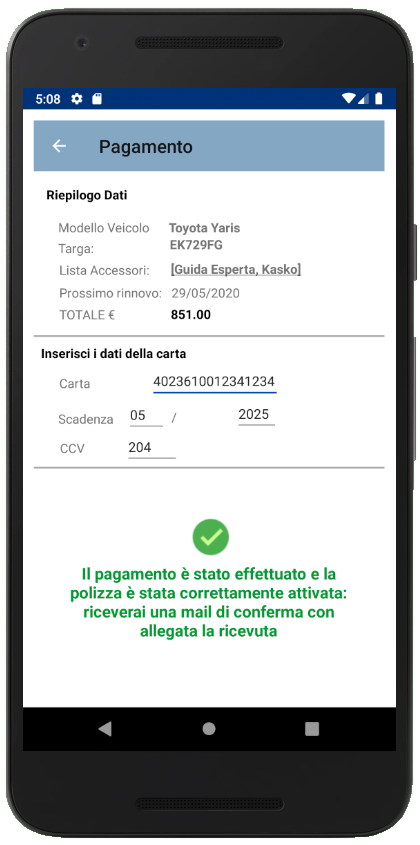 5:08
Pagamento
Riepilogo Dati
Modello Veicolo Toyota Yaris
Targa: EK729FG
Lista Accessori: [Guida Esperta, Kasko]
Prossimo rinnovo: 29/05/2020
TOTALE € 851.00
Inserisci i dati della carta
Carta 4023610012341234
Scadenza 05 / 2025
CCV 204
Il pagamento è stato effettuato e la
polizza è stata correttamente attivata:
riceverai una mail di conferma con
allegata la ricevuta